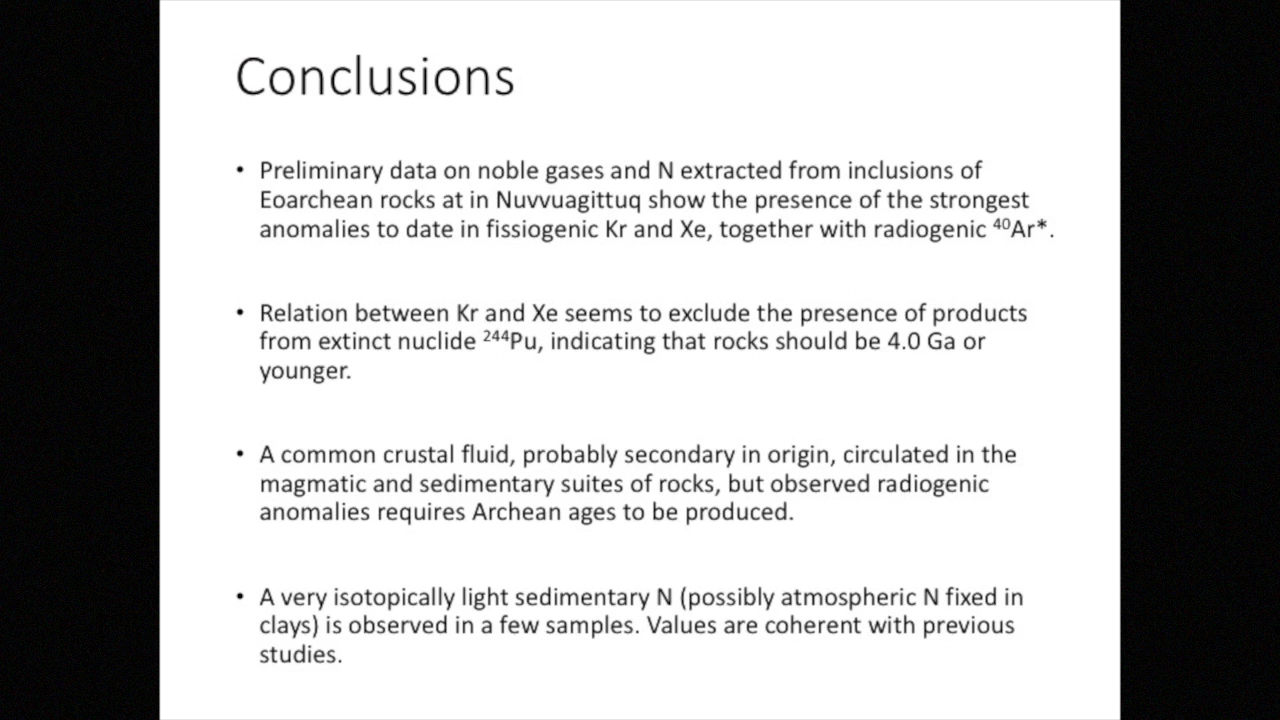 Conclusions
• Preliminary data on noble gases and N extracted from inclusions of
Eoarchean rocks at in Nuvvuagittuq show the presence of the strongest
anomalies to date in fissiogenic Kr and Xe, together with radiogenic ⁴⁰Ar*.
• Relation between Kr and Xe seems to exclude the presence of products
from extinct nuclide ²⁴⁴Pu, indicating that rocks should be 4.0 Ga or
younger.
• A common crustal fluid, probably secondary in origin, circulated in the
magmatic and sedimentary suites of rocks, but observed radiogenic
anomalies requires Archean ages to be produced.
• A very isotopically light sedimentary N (possibly atmospheric N fixed in
clays) is observed in a few samples. Values are coherent with previous
studies.